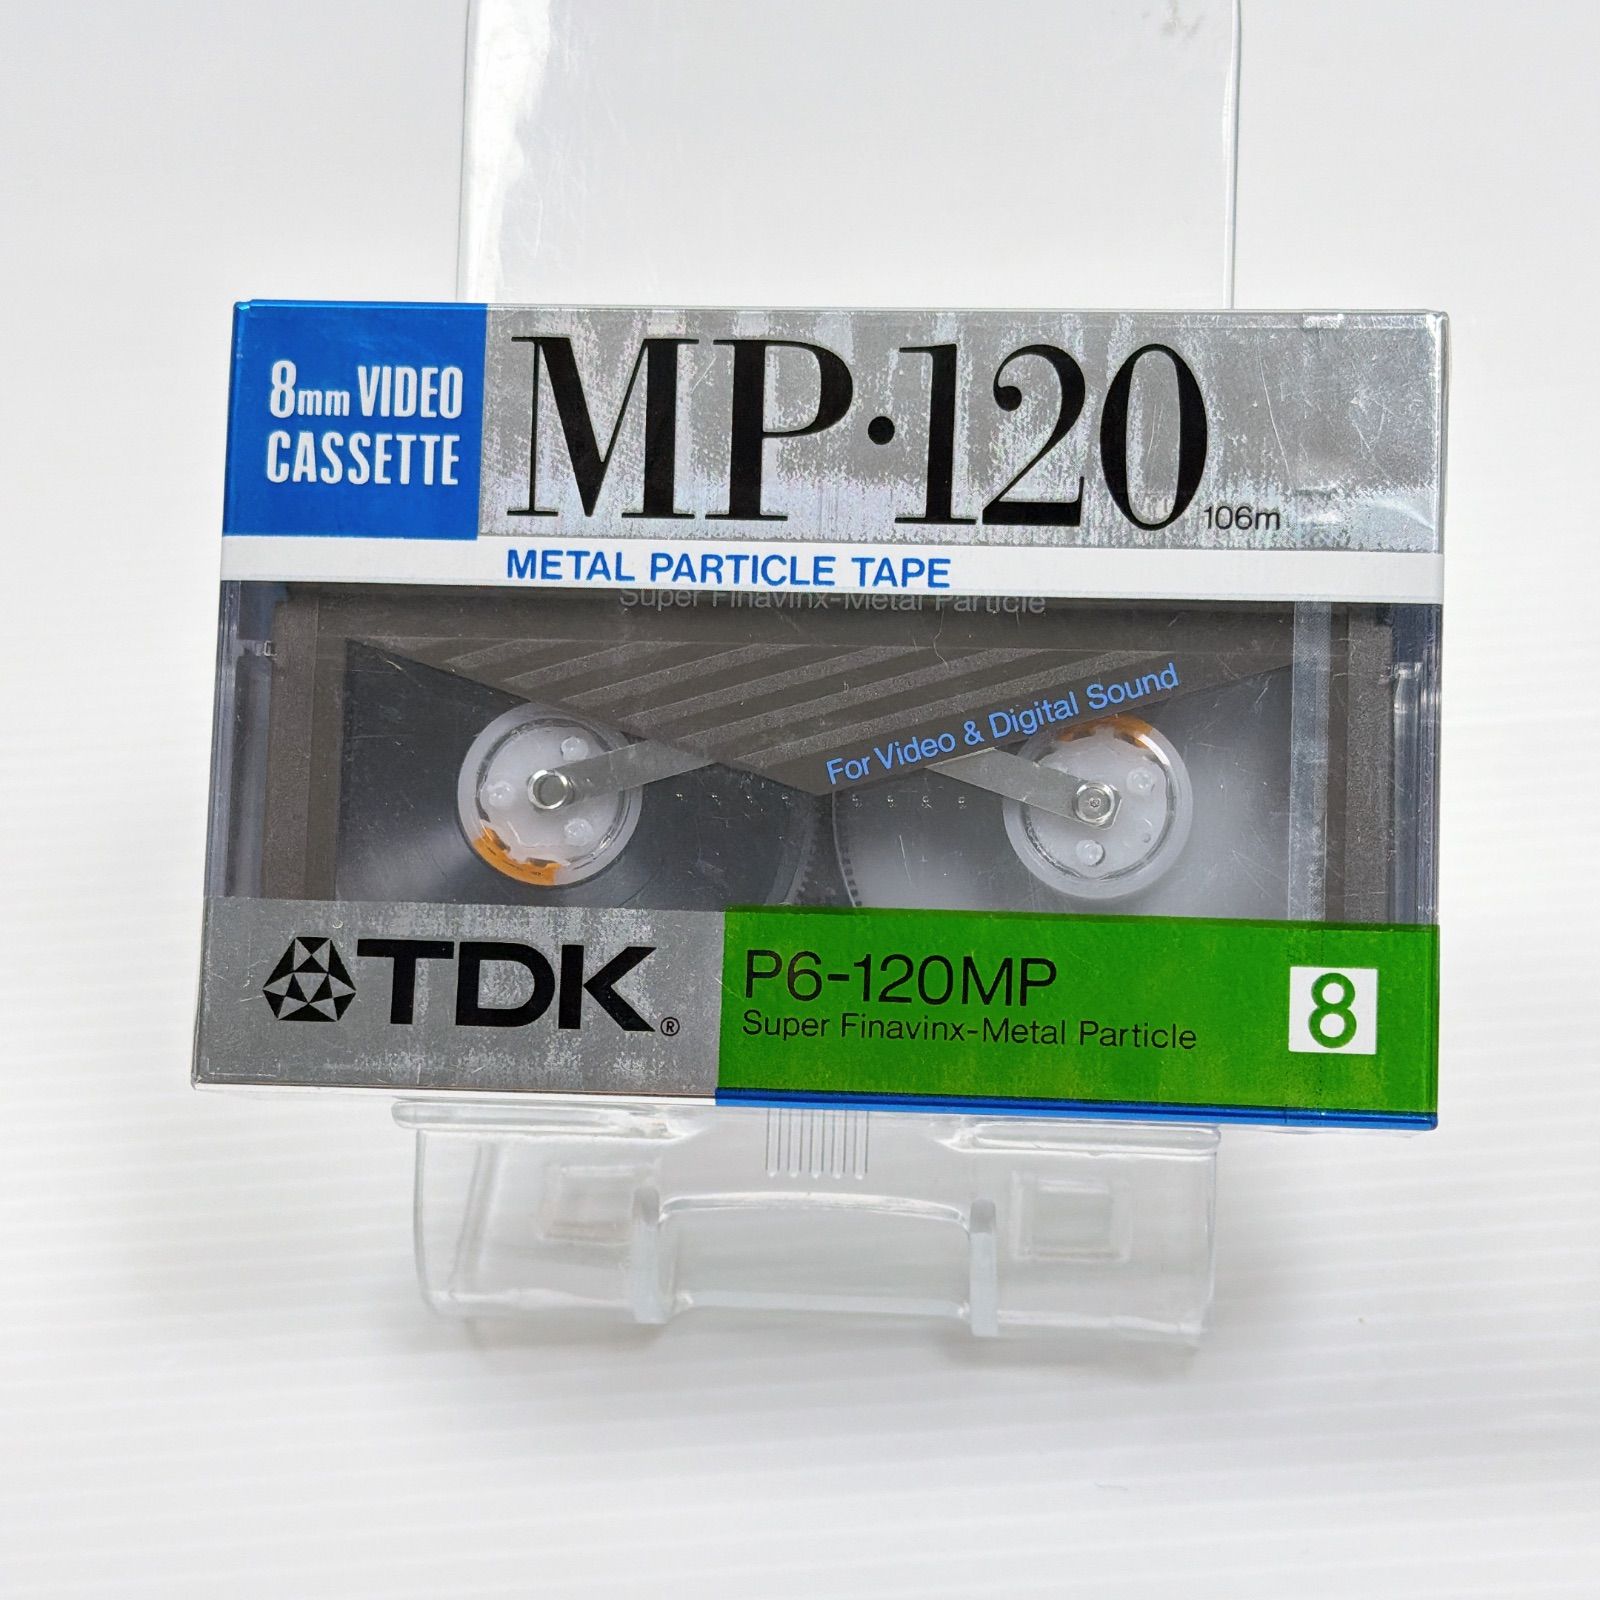 8mm VIDEO
CASSETTE
MP·120
106m
METAL PARTICLE TAPE
Super Finavinx-Metal Particle
For Video & Digital Sound
TDK®
P6-120MP
Super Finavinx-Metal Particle
8